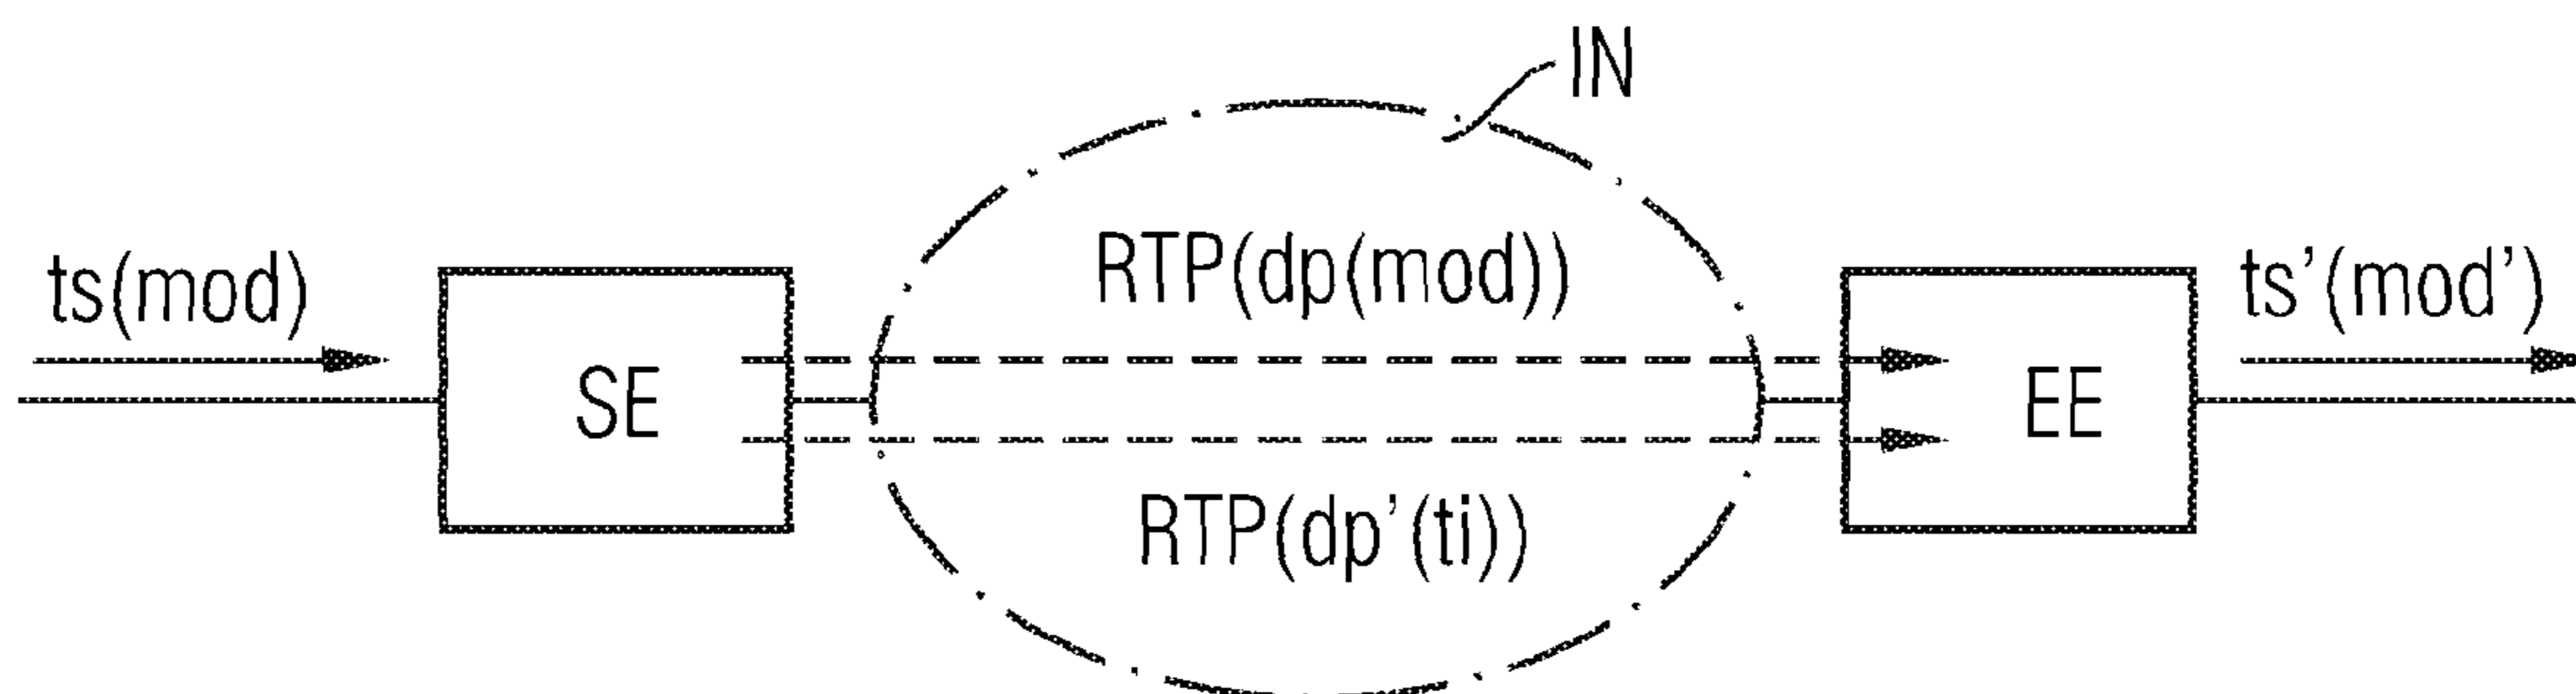 IN
RTP(dp(mod))
ts(mod)
ts’(mod’)
SE
EE
RTP(dp’(ti))